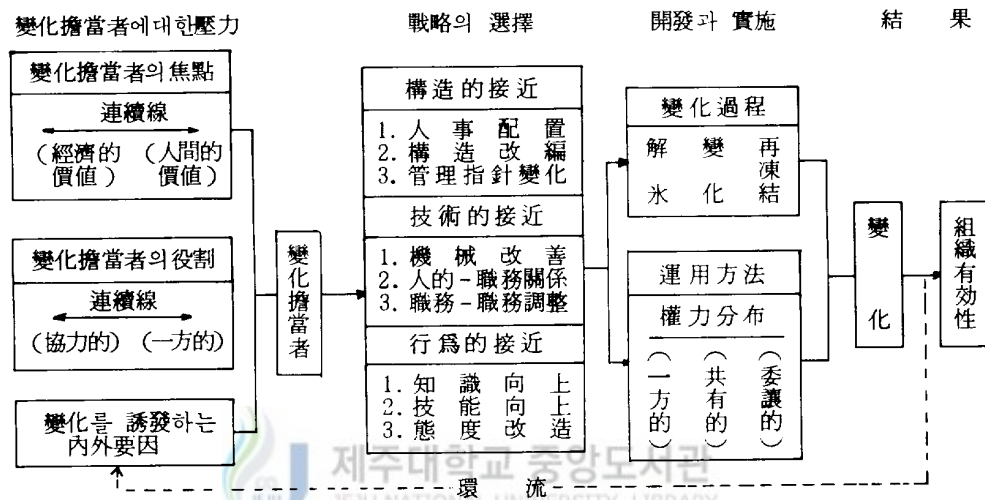 變化擔當者에대한壓力
戰略의 選擇
開發과 實施
結 果
變化擔當者의焦點
連續線
(經濟的價値) (人間的價値)
變化擔當者의役割
連續線
(協力的) (一方的)
變化를 誘發하는
內外要因
變化擔當者
構造的接近
1. 人 事 配 置
2. 構 造 改 編
3. 管理指針變化
技術的接近
1. 機 械 改 善
2. 人的-職務關係
3. 職務-職務調整
行爲的接近
1. 知 識 向 上
2. 技 能 向 上
3. 態 度 改 造
變化過程
解氷 變化 再凍結
運用方法
權力分布
(一方的) (共有的) (委讓的)
變 化
組織有効性
環 流
제주대학교 중앙도서관
JEJU NATIONAL UNIVERSITY LIBRARY